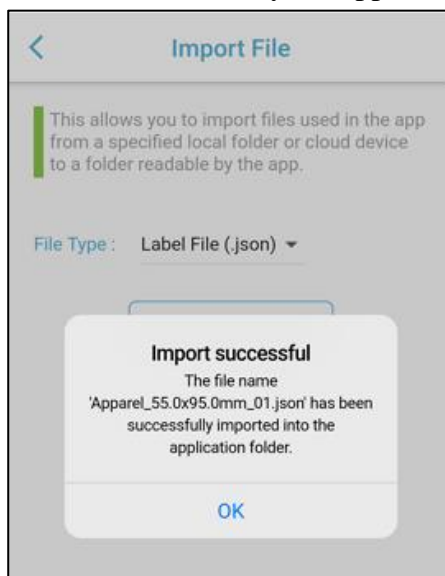 Import File
This allows you to import files used in the app
from a specified local folder or cloud device
to a folder readable by the app.
File Type : Label File (.json)
Import successful
The file name
'Apparel_55.0x95.0mm_01.json' has been
successfully imported into the
application folder.
OK